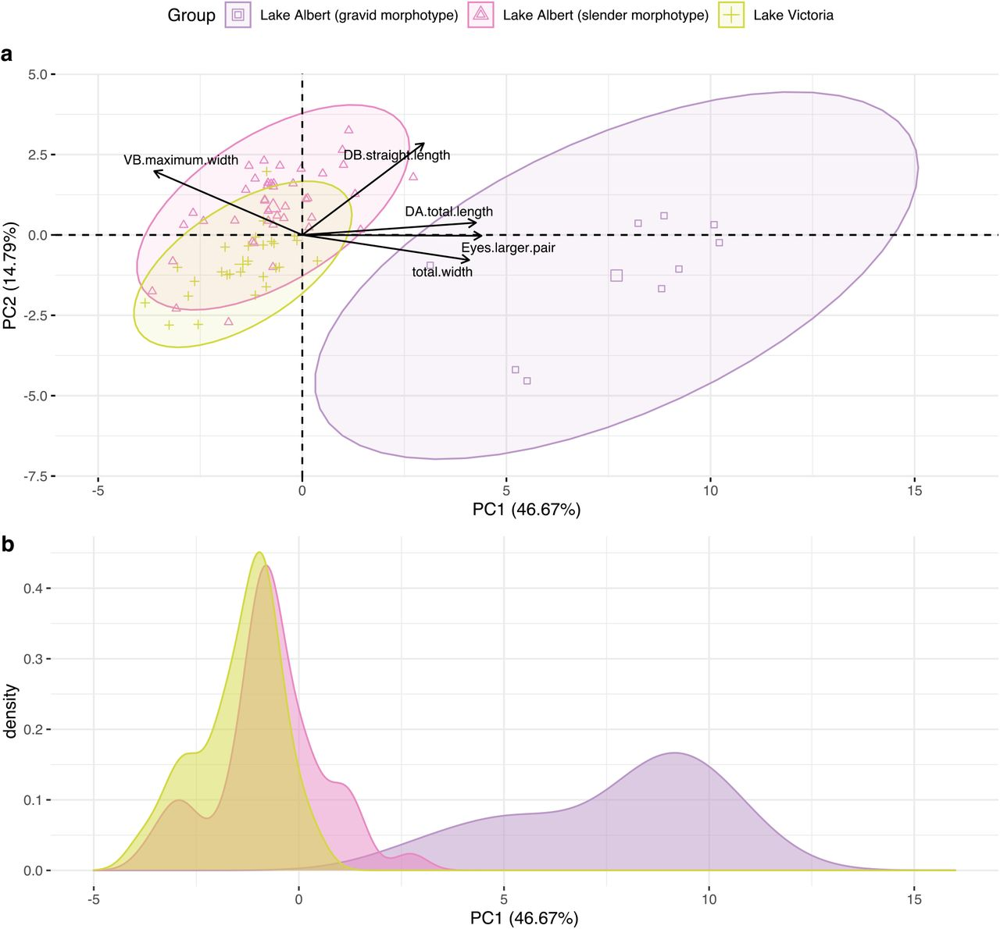 Group Lake Albert (gravid morphotype) Lake Albert (slender morphotype) Lake Victoria
a
5.0
2.5
0.0
-2.5
-5.0
-7.5
PC2 (14.79%)
VB.maximum.width
DB.straight.length
DA.total.length
Eyes.larger.pair
total.width
-5 0 5 10 15
PC1 (46.67%)
b
0.4
0.3
0.2
0.1
0.0
density
-5 0 5 10 15
PC1 (46.67%)